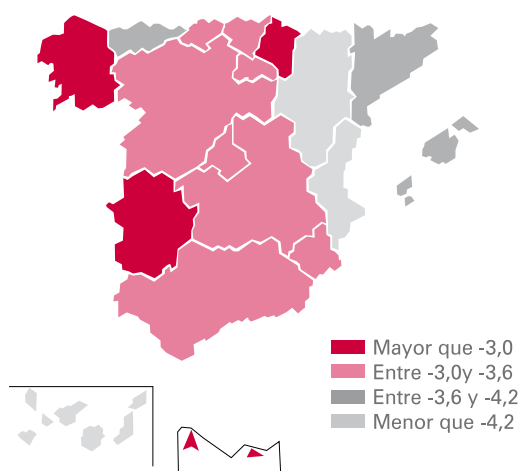 Mayor que -3,0
Entre -3,0y -3,6
Entre -3,6 y -4,2
Menor que -4,2